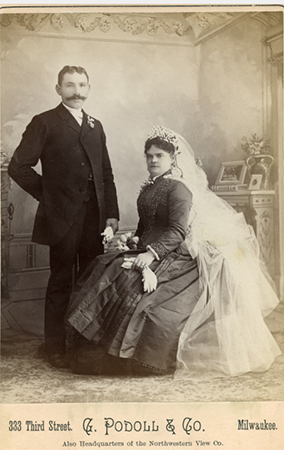 333 Third Street. G. Podoll & Co. Milwaukee.
Also Headquarters of the Northwestern View Co.